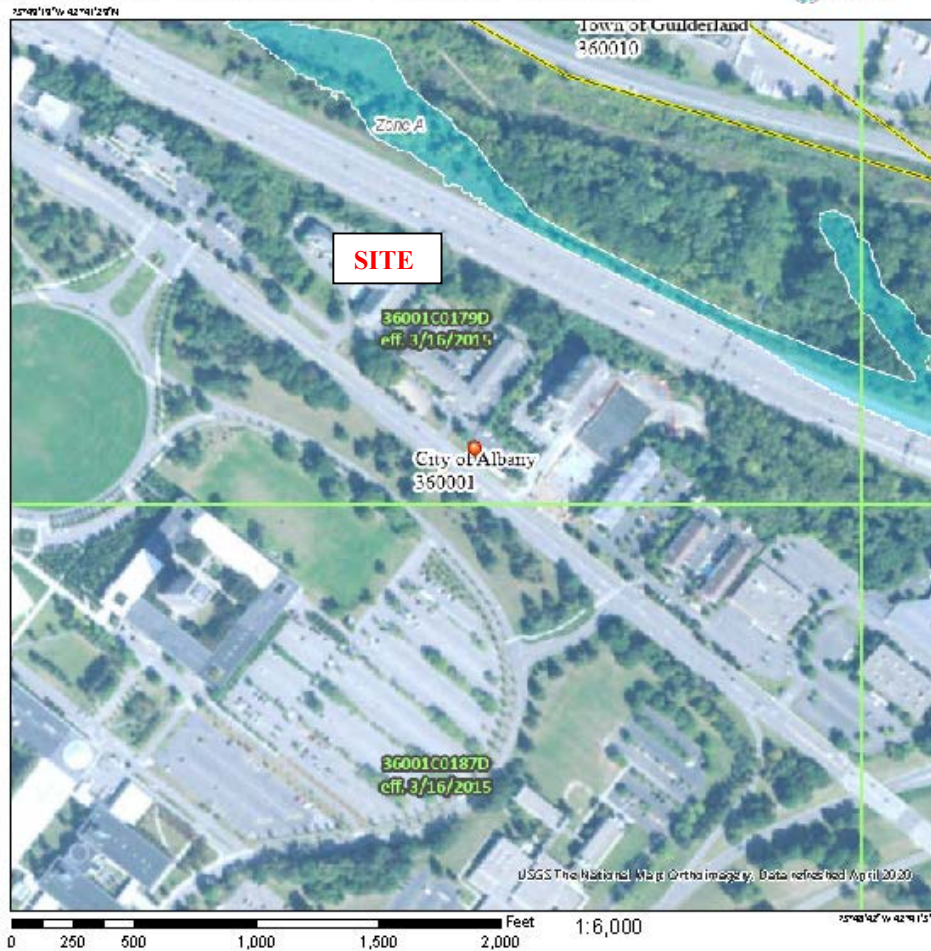 Town of Guilderland
360010
Zone A
SITE
36001C0179D
eff. 3/16/2015
City of Albany
360001
36001C0187D
eff. 3/16/2015
USGS The National Map: Orthoimagery. Data refreshed April 2020
Feet
1:6,000
0 250 500 1,000 1,500 2,000